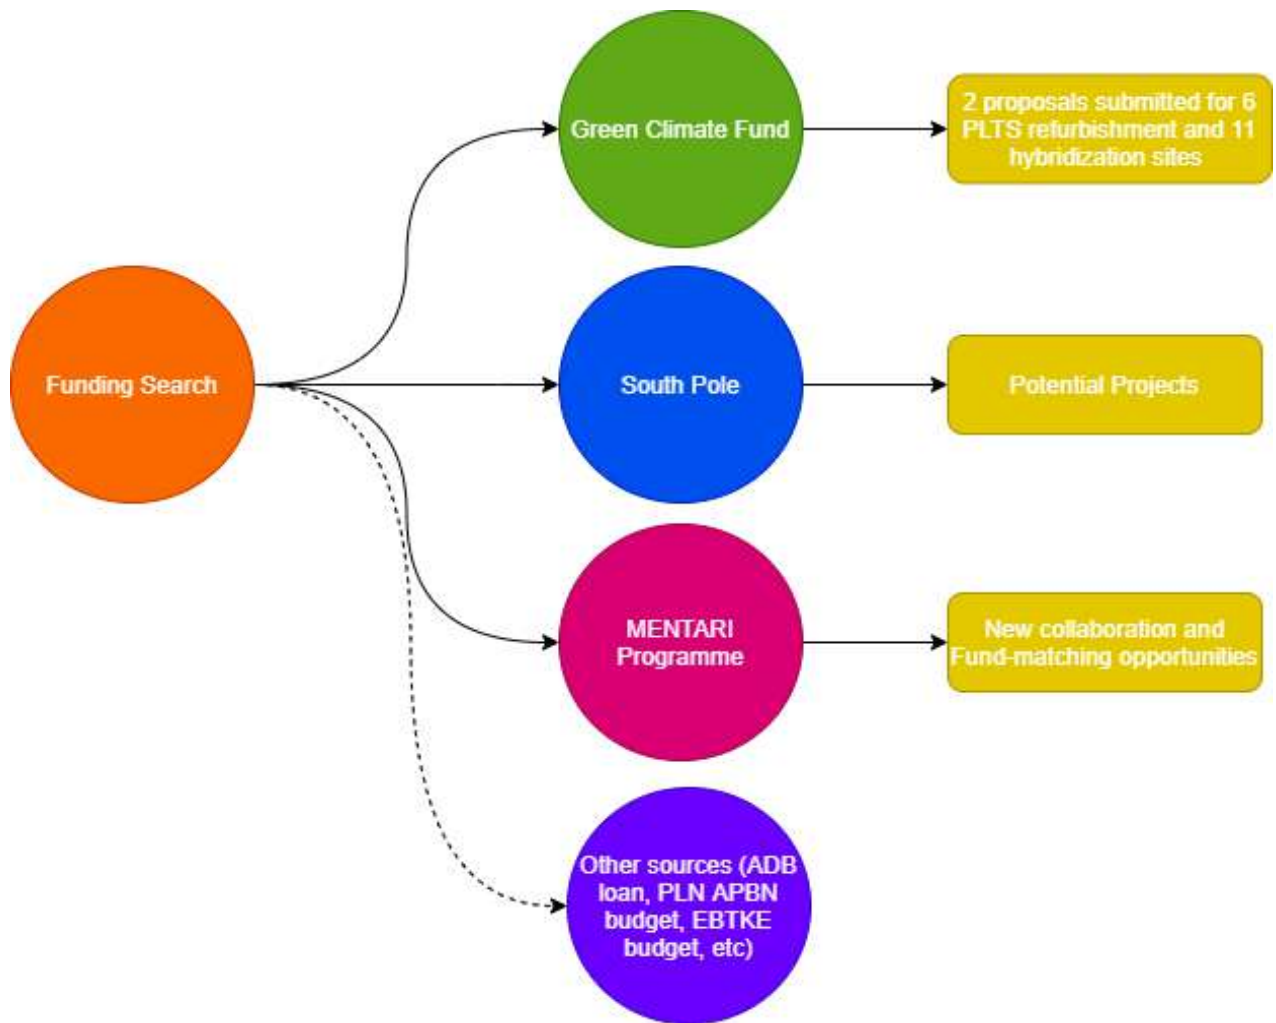 Green Climate Fund
2 proposals submitted for 6
PLTS refurbishment and 11
hybridization sites
Funding Search
South Pole
Potential Projects
MENTARI
Programme
New collaboration and
Fund-matching opportunities
Other sources (ADB
loan, PLN APBN
budget, EBTKE
budget, etc)